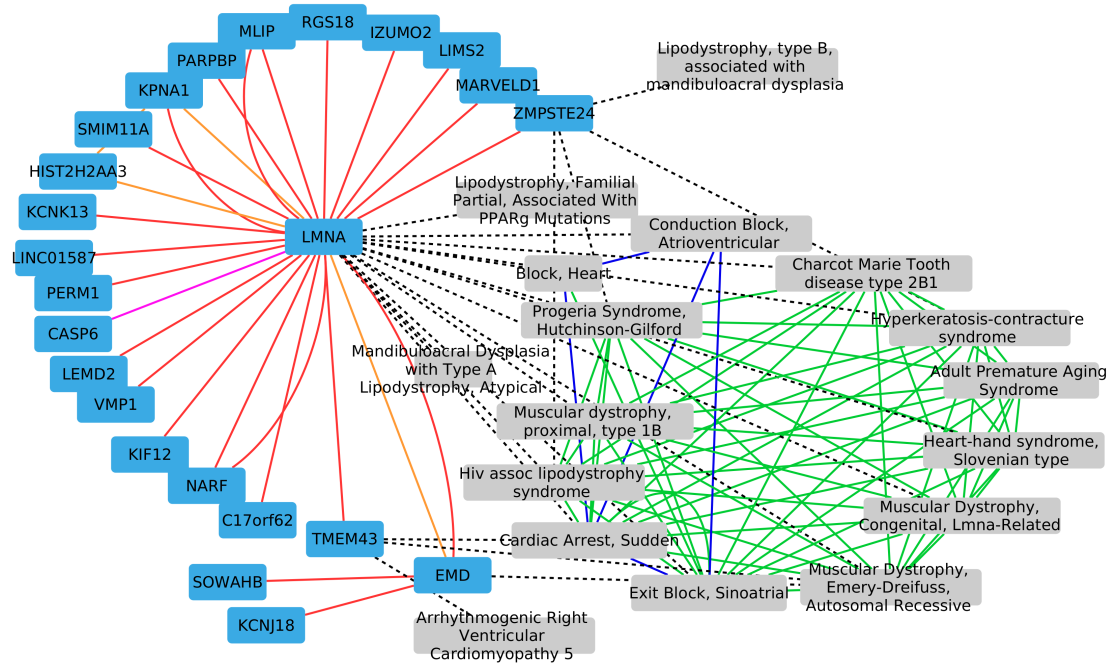 RGS18
MLIP
IZUMO2
LIMS2
PARPBP
MARVELD1
KPNA1
ZMPSTE24
Lipodystrophy, type B,
associated with
mandibuloacral dysplasia
SMIM11A
HIST2H2AA3
KCNK13
LMNA
LINC01587
PERM1
CASP6
LEMD2
VMP1
KIF12
NARF
C17orf62
TMEM43
EMD
SOWAHB
KCNJ18
Lipodystrophy, Familial
Partial, Associated With
PPARg Mutations
Conduction Block,
Atrioventricular
Block, Heart
Charcot Marie Tooth
disease type 2B1
Progeria Syndrome,
Hutchinson-Gilford
Hyperkeratosis-contracture
syndrome
Mandibuloacral Dysplasia
with Type A
Lipodystrophy, Atypical
Adult Premature Aging
Syndrome
Muscular dystrophy,
proximal, type 1B
Heart-hand syndrome,
Slovenian type
Hiv assoc lipodystrophy
syndrome
Muscular Dystrophy,
Congenital, Lmna-Related
Cardiac Arrest, Sudden
Exit Block, Sinoatrial
Muscular Dystrophy,
Emery-Dreifuss,
Autosomal Recessive
Arrhythmogenic Right
Ventricular
Cardiomyopathy 5